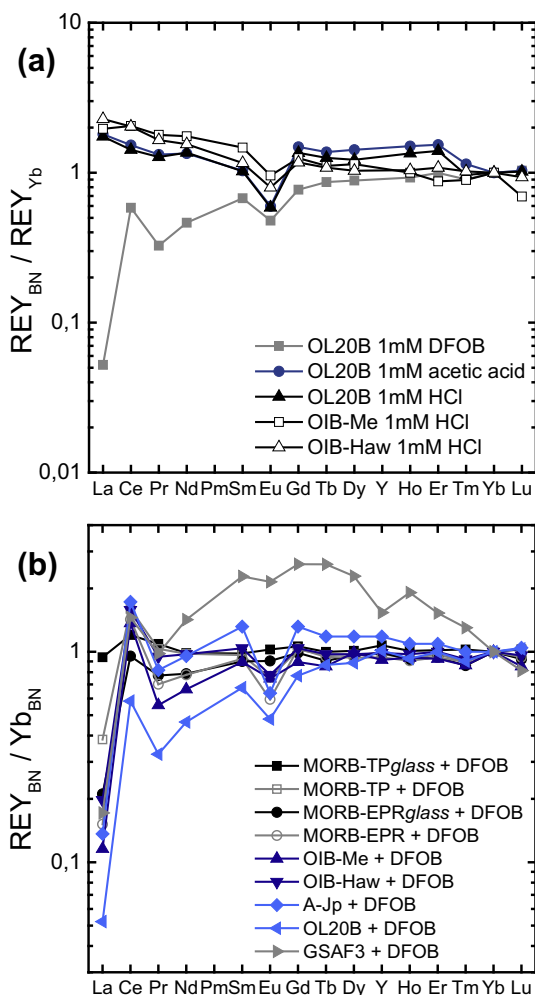 (a)
REY_BN / REY_Yb
10
1
0,1
0,01
OL20B 1mM DFOB
OL20B 1mM acetic acid
OL20B 1mM HCl
OIB-Me 1mM HCl
OIB-Haw 1mM HCl
La Ce Pr Nd Pm Sm Eu Gd Tb Dy Y Ho Er Tm Yb Lu
(b)
REY_BN / Yb_BN
1
0,1
MORB-TPglass + DFOB
MORB-TP + DFOB
MORB-EPRglass + DFOB
MORB-EPR + DFOB
OIB-Me + DFOB
OIB-Haw + DFOB
A-Jp + DFOB
OL20B + DFOB
GSAF3 + DFOB
La Ce Pr Nd Pm Sm Eu Gd Tb Dy Y Ho Er Tm Yb Lu